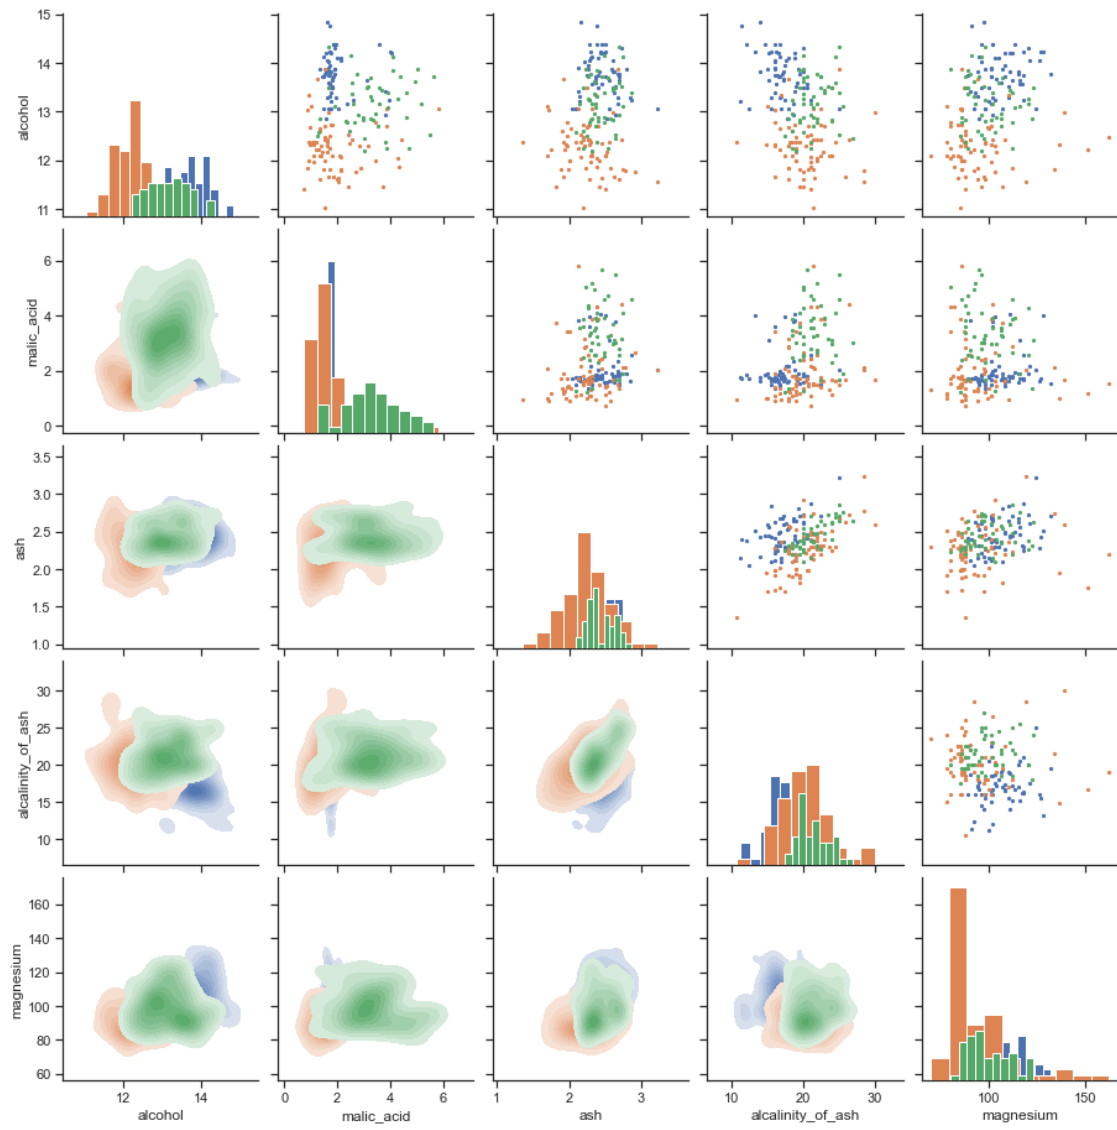 15
14
13
12
11
alcohol
6
4
2
0
malic_acid
3.5
3.0
2.5
2.0
1.5
1.0
ash
30
25
20
15
10
alcalinity_of_ash
160
140
120
100
80
60
magnesium
12 14
alcohol
0 2 4 6
malic_acid
1 2 3
ash
10 20 30
alcalinity_of_ash
100 150
magnesium